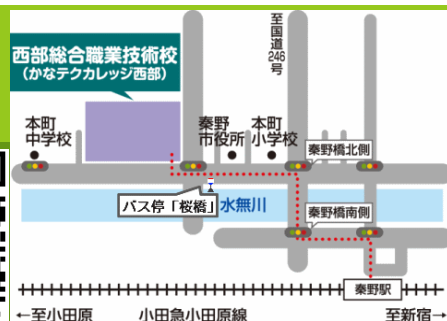 西部総合職業技術校
（かなテクカレッジ西部）
至国道246号
本町
中学校
秦野
市役所
本町
小学校
秦野橋北側
バス停「桜橋」
水無川
秦野橋南側
秦野駅
←至小田原
小田急小田原線
至新宿→